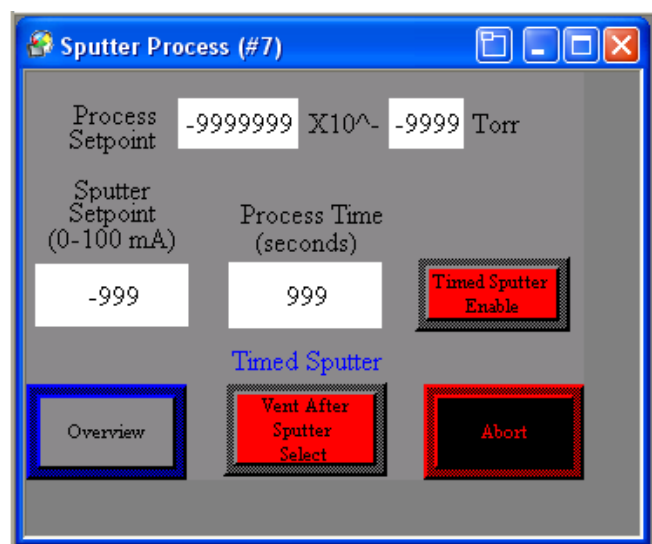 Sputter Process (#7)
Process
Setpoint
-9999999 X10^- -9999 Torr
Sputter
Setpoint
(0-100 mA)
Process Time
(seconds)
-999
999
Timed Sputter
Enable
Timed Sputter
Overview
Vent After
Sputter
Select
Abort